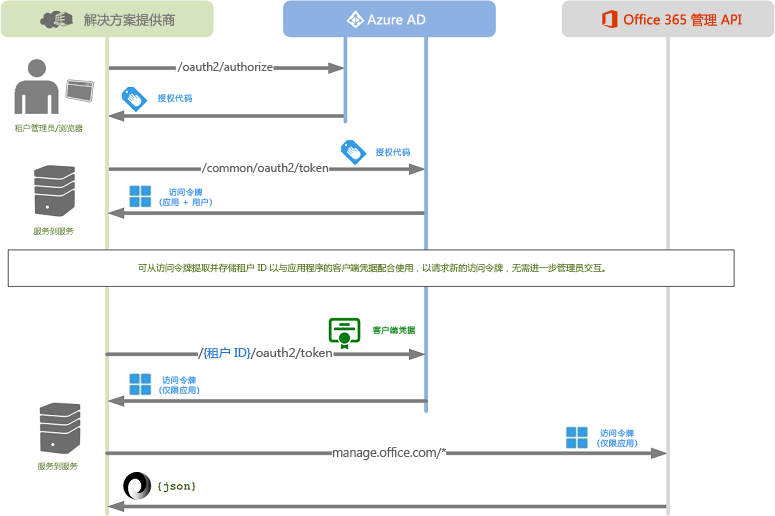 解决方案提供商
Azure AD
Office 365 管理 API
/oauth2/authorize
授权代码
租户管理员/浏览器
授权代码
/common/oauth2/token
访问令牌
(应用 + 用户)
服务到服务
可从访问令牌提取并存储租户 ID 以与应用程序的客户端凭据配合使用，以请求新的访问令牌，无需进一步管理员交互。
客户端凭据
/{租户 ID}/oauth2/token
访问令牌
(仅限应用)
访问令牌
(仅限应用)
manage.office.com/*
服务到服务
{json}